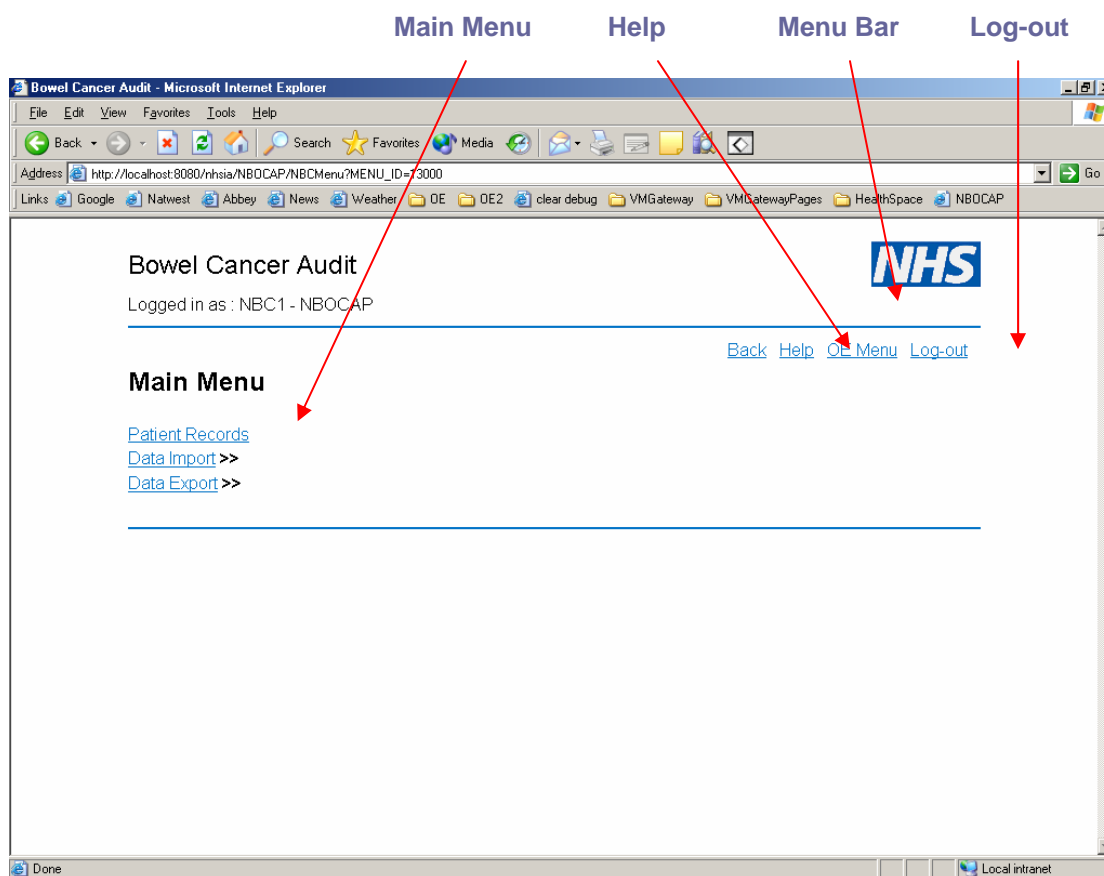 Main Menu Help Menu Bar Log-out
Bowel Cancer Audit - Microsoft Internet Explorer
File Edit View Favorites Tools Help
Back Search Favorites Media
Address http://localhost:8080/nhsia/NBOCAP/NBCMenu?MENU_ID=73000 Go
Links Google Natwest Abbey News Weather OE OE2 clear debug VMGateway VMGatewayPages HealthSpace NBOCAP
Bowel Cancer Audit NHS
Logged in as : NBC1 - NBOCAP
Back Help OE Menu Log-out
Main Menu
Patient Records
Data Import >>
Data Export >>
Done Local intranet